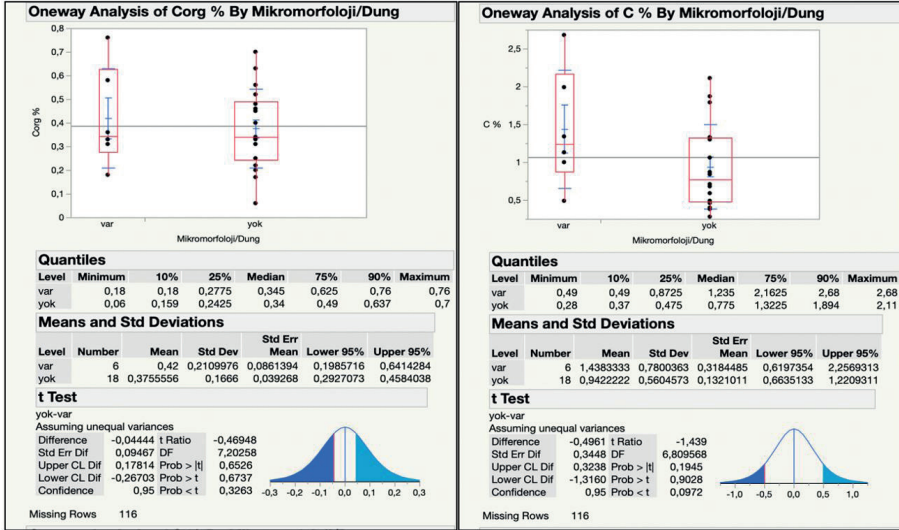 Oneway Analysis of Corg % By Mikromorfoloji/Dung
0,8
0,7
0,6
0,5
0,4
0,3
0,2
0,1
0
Corg %
var yok
Mikromorfoloji/Dung
Quantiles
Level Minimum 10% 25% Median 75% 90% Maximum
var 0,18 0,18 0,2775 0,345 0,625 0,76 0,76
yok 0,06 0,159 0,2425 0,34 0,49 0,637 0,7
Means and Std Deviations
Std Err
Level Number Mean Std Dev Mean Lower 95% Upper 95%
var 6 0,42 0,2109976 0,0861394 0,1985716 0,6414284
yok 18 0,3755556 0,1666 0,039268 0,2927073 0,4584038
t Test
yok-var
Assuming unequal variances
Difference -0,04444 t Ratio -0,46948
Std Err Dif 0,09467 DF 7,20258
Upper CL Dif 0,17814 Prob > |t| 0,6526
Lower CL Dif -0,26703 Prob > t 0,6737
Confidence 0,95 Prob < t 0,3263
-0,3 -0,2 -0,1 0,0 0,1 0,2 0,3
Missing Rows 116
Oneway Analysis of C % By Mikromorfoloji/Dung
2,5
2
1,5
1
0,5
C %
var yok
Mikromorfoloji/Dung
Quantiles
Level Minimum 10% 25% Median 75% 90% Maximum
var 0,49 0,49 0,8725 1,235 2,1625 2,68 2,68
yok 0,28 0,37 0,475 0,775 1,3225 1,894 2,11
Means and Std Deviations
Std Err
Level Number Mean Std Dev Mean Lower 95% Upper 95%
var 6 1,4383333 0,7800363 0,3184485 0,6197354 2,2569313
yok 18 0,9422222 0,5604573 0,1321011 0,6635133 1,2209311
t Test
yok-var
Assuming unequal variances
Difference -0,4961 t Ratio -1,439
Std Err Dif 0,3448 DF 6,809568
Upper CL Dif 0,3238 Prob > |t| 0,1945
Lower CL Dif -1,3160 Prob > t 0,9028
Confidence 0,95 Prob < t 0,0972
-1,0 -0,5 0,0 0,5 1,0
Missing Rows 116